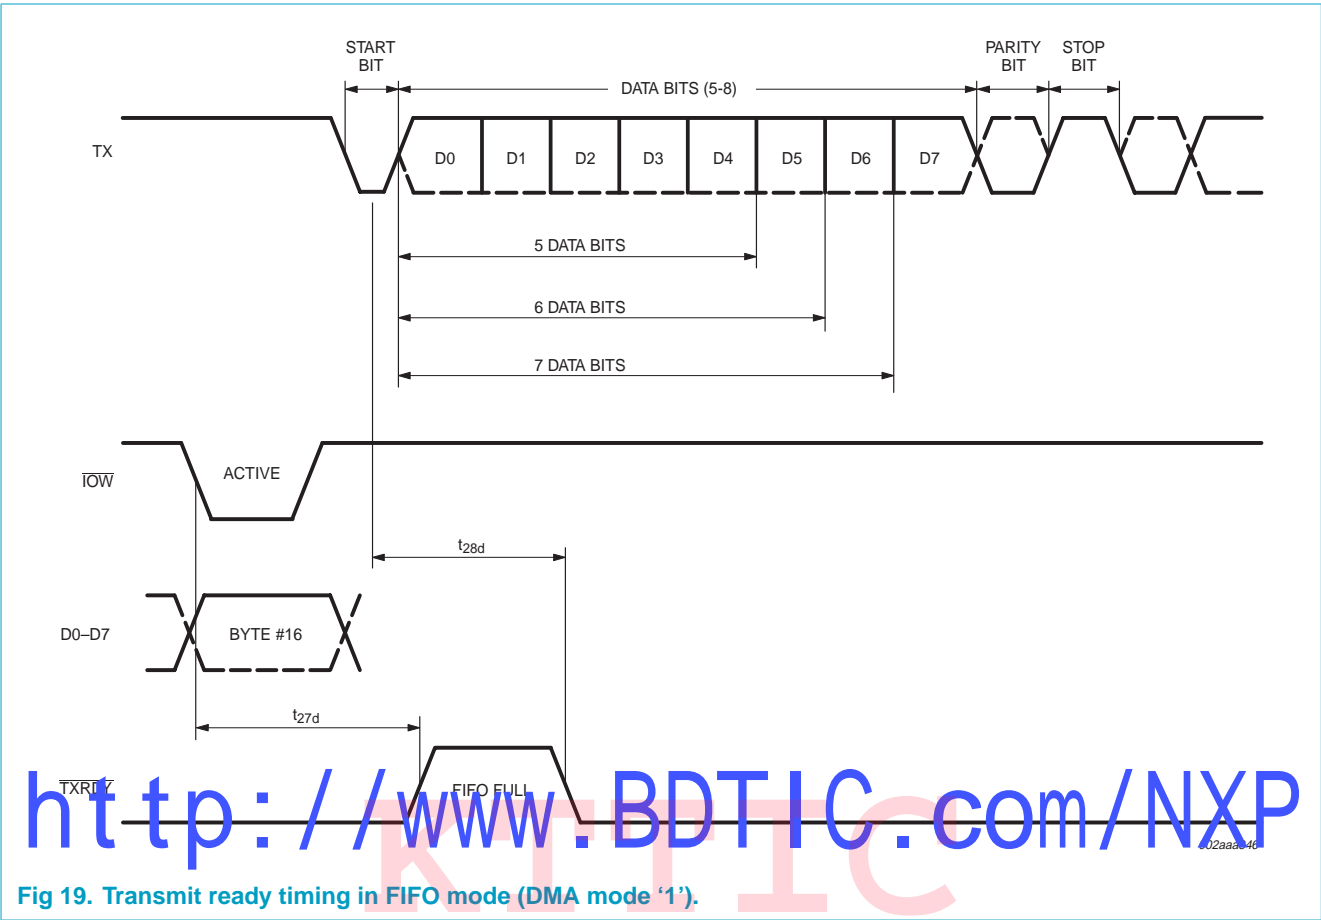 START BIT
PARITY BIT
STOP BIT
DATA BITS (5-8)
TX
D0 D1 D2 D3 D4 D5 D6 D7
5 DATA BITS
6 DATA BITS
7 DATA BITS
IOW
ACTIVE
t28d
D0–D7
BYTE #16
t27d
TXRDY
FIFO FULL
http://www.BDTIC.com/NXP
KTTIC
Fig 19. Transmit ready timing in FIFO mode (DMA mode ‘1’).